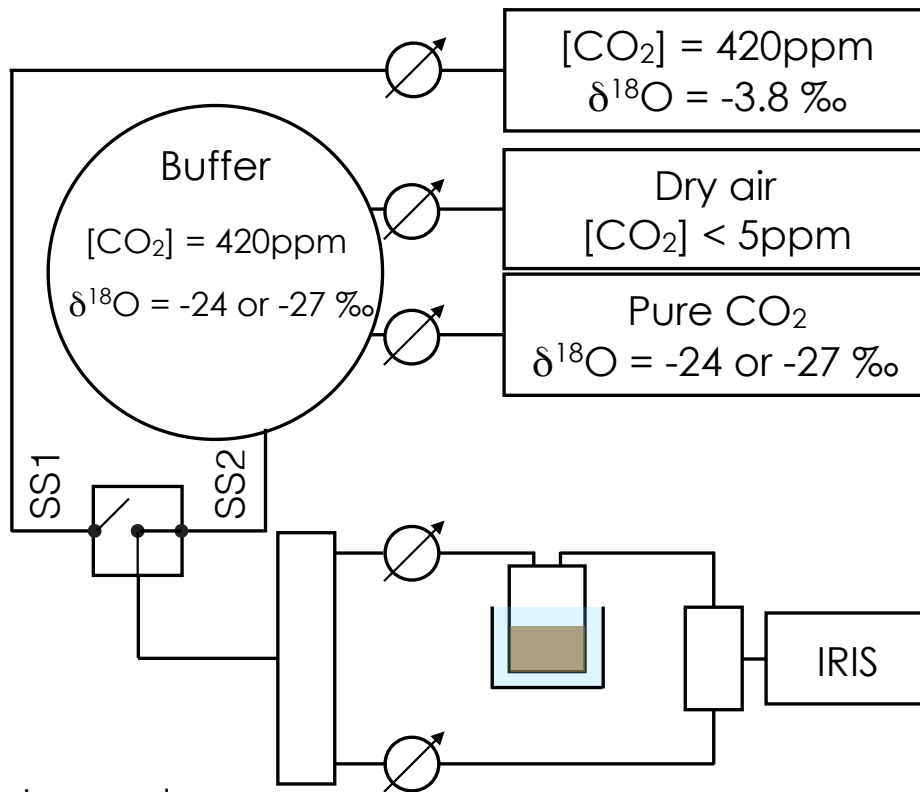 [CO₂] = 420ppm
δ¹⁸O = -3.8 ‰
Buffer
[CO₂] = 420ppm
δ¹⁸O = -24 or -27 ‰
Dry air
[CO₂] < 5ppm
Pure CO₂
δ¹⁸O = -24 or -27 ‰
SS1
SS2
IRIS